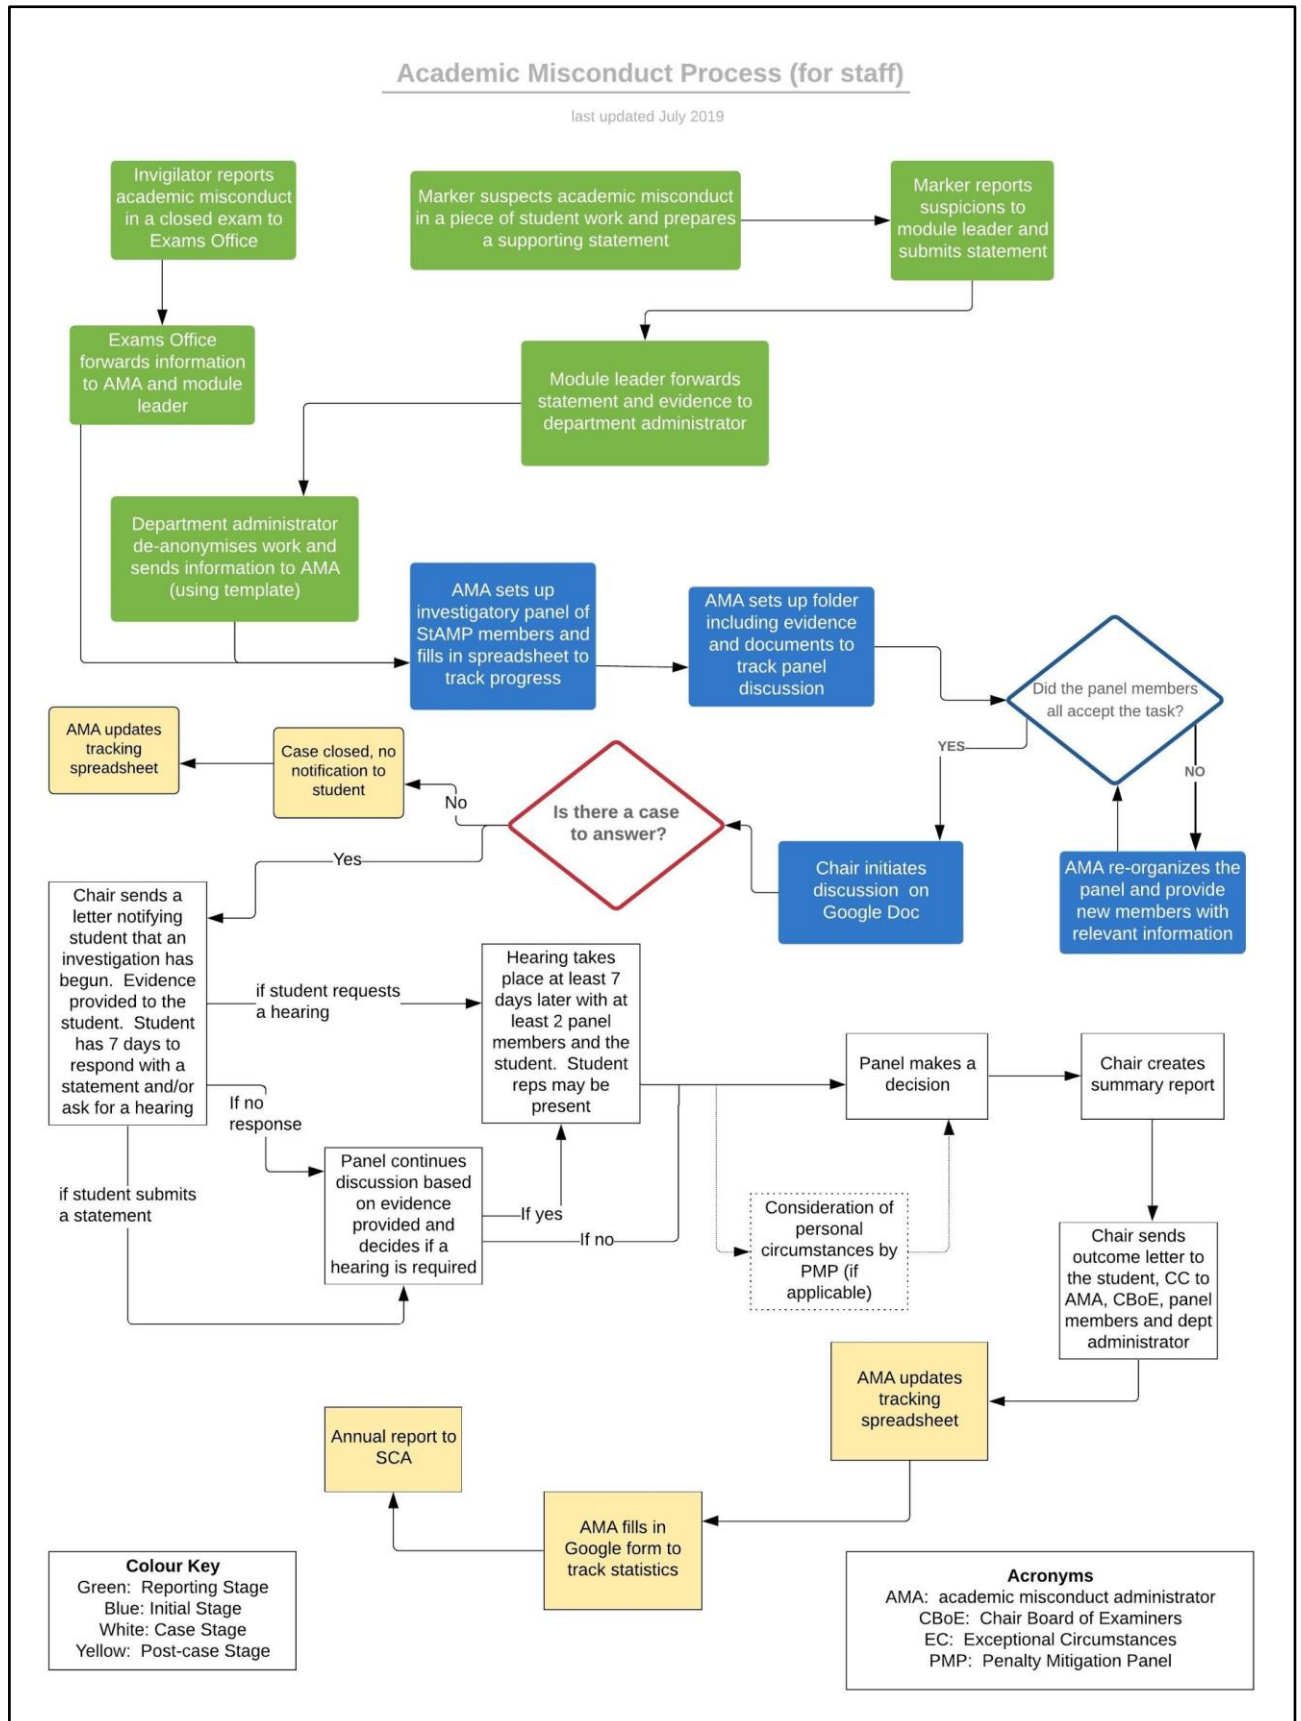 Academic Misconduct Process (for staff)
last updated July 2019
Invigilator reports
academic misconduct
in a closed exam to
Exams Office
Marker suspects academic misconduct
in a piece of student work and prepares
a supporting statement
Marker reports
suspicions to
module leader and
submits statement
Exams Office
forwards information
to AMA and module
leader
Module leader forwards
statement and evidence to
department administrator
Department administrator
de-anonymises work and
sends information to AMA
(using template)
AMA sets up
investigatory panel of
StAMP members and
fills in spreadsheet to
track progress
AMA sets up folder
including evidence
and documents to
track panel
discussion
Did the panel members
all accept the task?
YES
NO
AMA re-organizes the
panel and provide
new members with
relevant information
Chair initiates
discussion on
Google Doc
Is there a case
to answer?
No
Case closed, no
notification to
student
AMA updates
tracking
spreadsheet
Yes
Chair sends a
letter notifying
student that an
investigation has
begun. Evidence
provided to the
student. Student
has 7 days to
respond with a
statement and/or
ask for a hearing
if student requests
a hearing
Hearing takes
place at least 7
days later with at
least 2 panel
members and the
student. Student
reps may be
present
If no
response
if student submits
a statement
Panel continues
discussion based
on evidence
provided and
decides if a
hearing is required
If yes
If no
Panel makes a
decision
Consideration of
personal
circumstances by
PMP (if
applicable)
Chair creates
summary report
Chair sends
outcome letter to
the student, CC to
AMA, CBoE, panel
members and dept
administrator
AMA updates
tracking
spreadsheet
AMA fills in
Google form to
track statistics
Annual report to
SCA
Colour Key
Green: Reporting Stage
Blue: Initial Stage
White: Case Stage
Yellow: Post-case Stage
Acronyms
AMA: academic misconduct administrator
CBoE: Chair Board of Examiners
EC: Exceptional Circumstances
PMP: Penalty Mitigation Panel